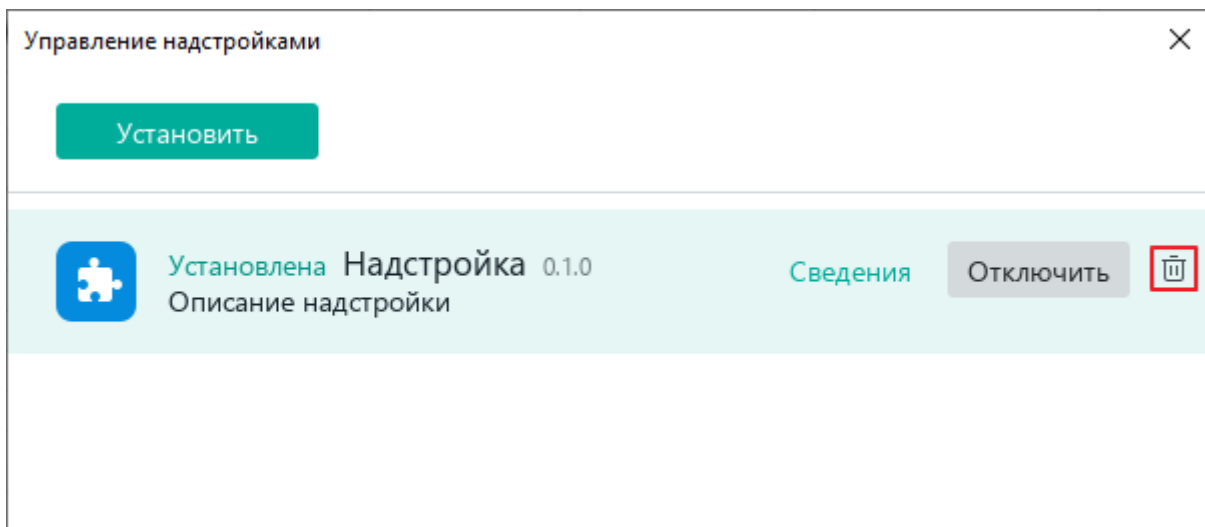 Управление надстройками
Установить
Установлена Надстройка 0.1.0 Сведения Отключить
Описание надстройки